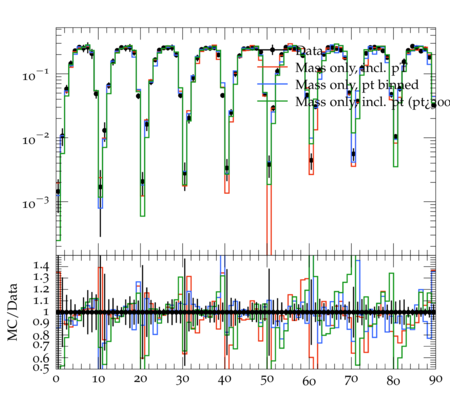 Data
Mass only, incl. pT
Mass only, pt binned
Mass only, incl. pt
10⁻¹
10⁻²
10⁻³
MC/Data
1.4
1.3
1.2
1.1
1
0.9
0.8
0.7
0.6
0.5
0 10 20 30 40 50 60 70 80 90